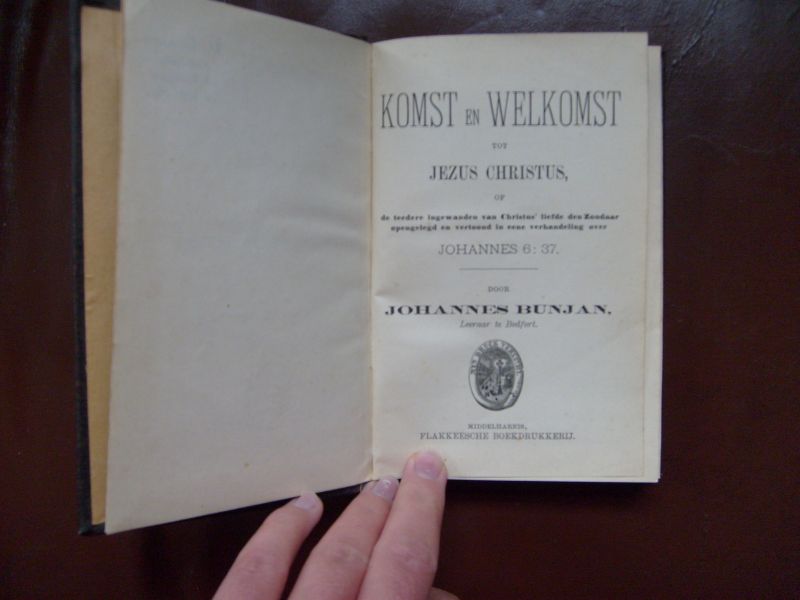 KOMST EN WELKOMST
TOT
JEZUS CHRISTUS,
OF
de teedere ingewanden van Christus' liefde den Zondaar
opengelegd en vertoond in eene verhandeling over
JOHANNES 6: 37.
DOOR
JOHANNES BUNJAN,
Leeraar te Bedfort.
MIDDELHARNIS,
FLAKKEESCHE BOEKDRUKKERIJ.